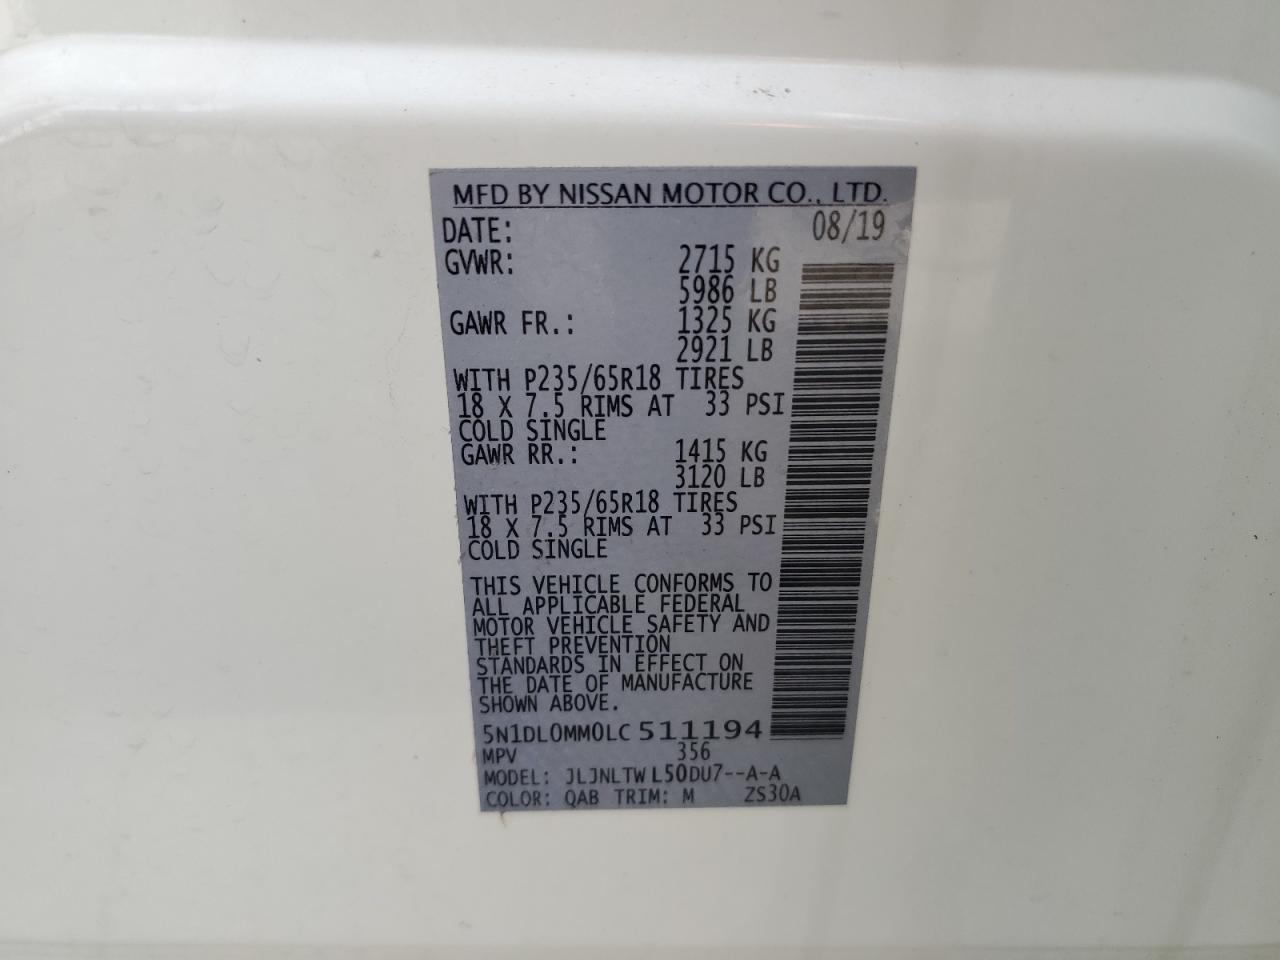 MFD BY NISSAN MOTOR CO., LTD.
DATE: 08/19
GVWR: 2715 KG
5986 LB
GAWR FR.: 1325 KG
2921 LB
WITH P235/65R18 TIRES
18 X 7.5 RIMS AT 33 PSI
COLD SINGLE
GAWR RR.: 1415 KG
3120 LB
WITH P235/65R18 TIRES
18 X 7.5 RIMS AT 33 PSI
COLD SINGLE
THIS VEHICLE CONFORMS TO
ALL APPLICABLE FEDERAL
MOTOR VEHICLE SAFETY AND
THEFT PREVENTION
STANDARDS IN EFFECT ON
THE DATE OF MANUFACTURE
SHOWN ABOVE.
5N1DL0MM0LC 511194
MPV 356
MODEL: JLJNLTW L50DU7--A-A
COLOR: QAB TRIM: M ZS30A